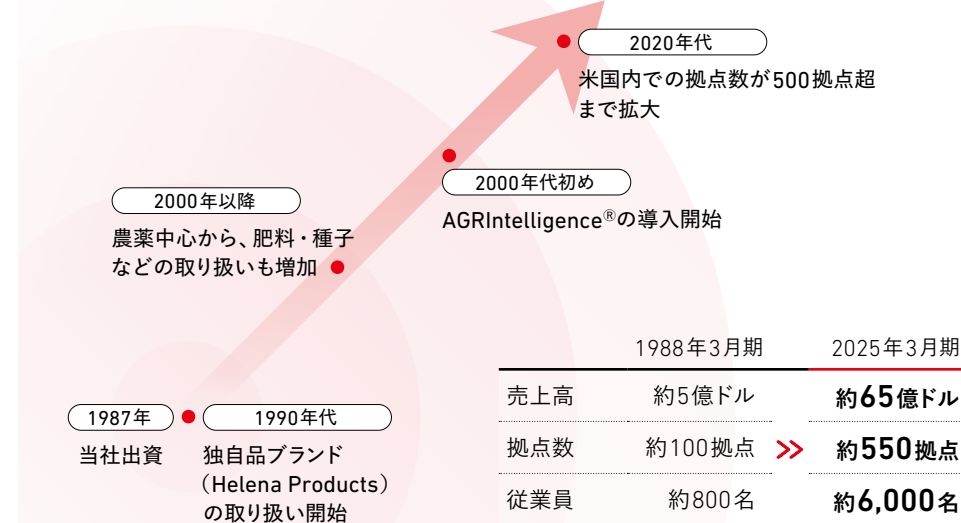 2020年代
米国内での拠点数が500拠点超
まで拡大
2000年代初め
AGRIntelligence®の導入開始
2000年以降
農薬中心から、肥料・種子
などの取り扱いも増加
1987年
当社出資
1990年代
独自品ブランド
（Helena Products）
の取り扱い開始
1988年3月期 2025年3月期
売上高 約5億ドル 約65億ドル
拠点数 約100拠点 約550拠点
従業員 約800名 約6,000名